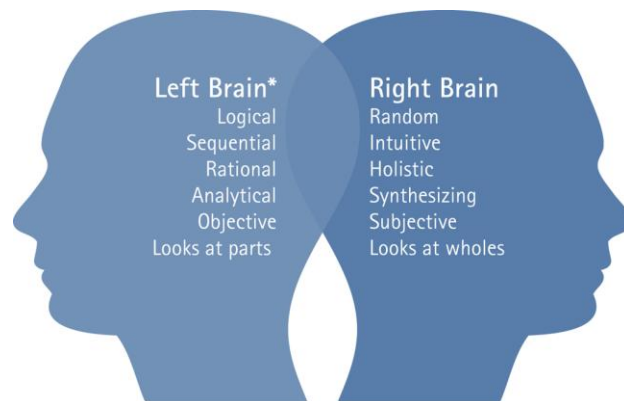 Left Brain*
Logical
Sequential
Rational
Analytical
Objective
Looks at parts
Right Brain
Random
Intuitive
Holistic
Synthesizing
Subjective
Looks at wholes